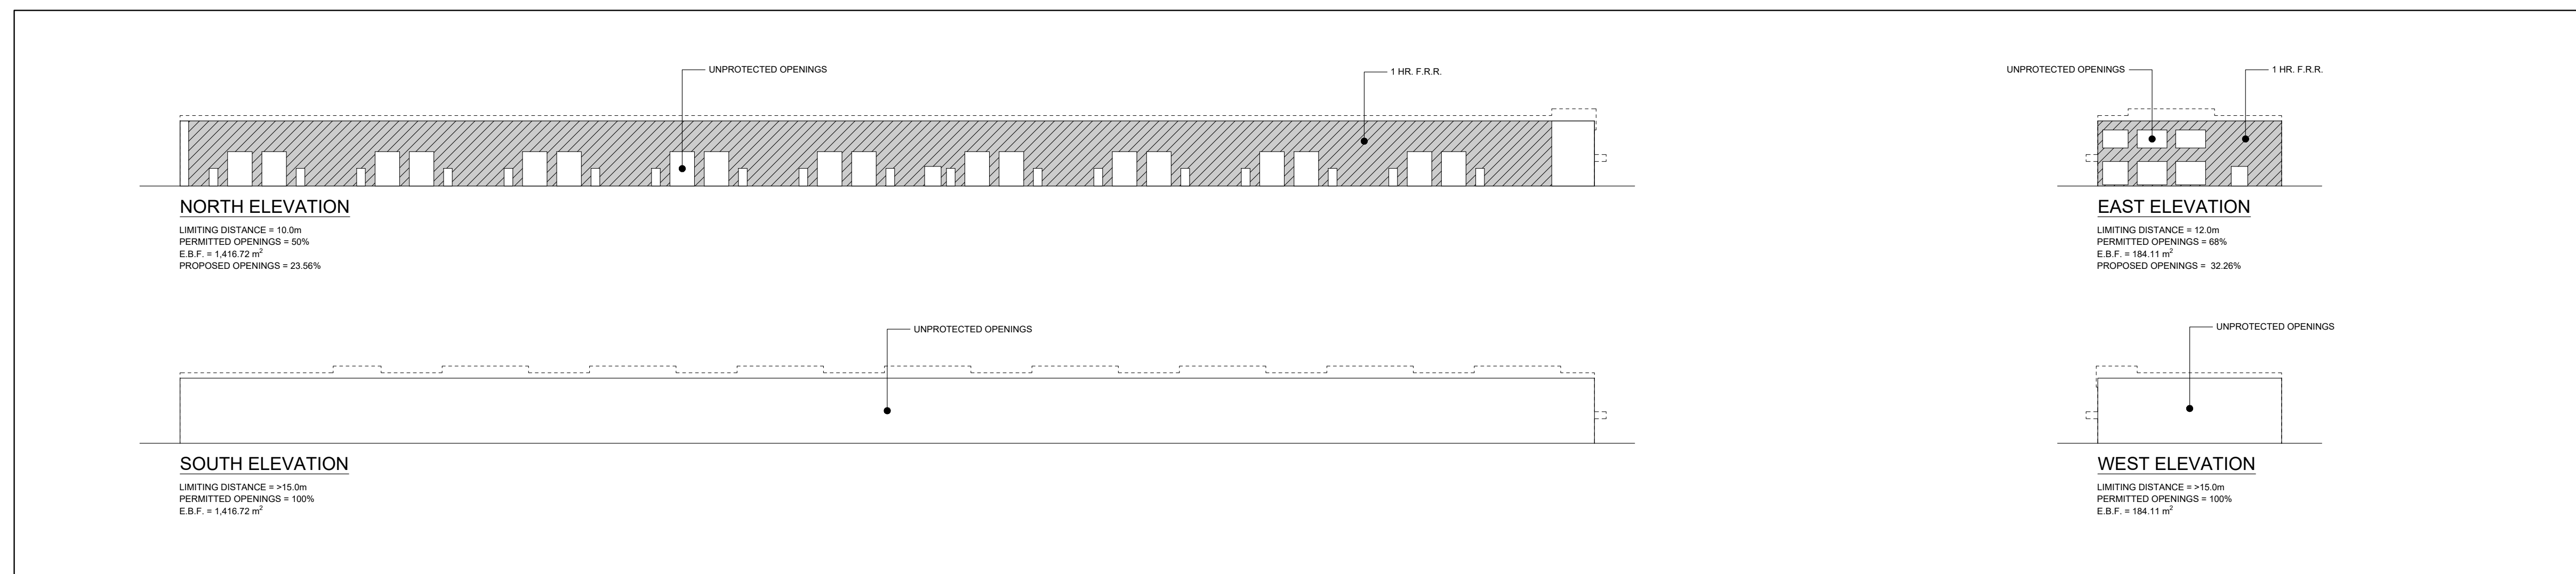 UNPROTECTED OPENINGS
1 HR. F.R.R.
NORTH ELEVATION
LIMITING DISTANCE = 10.0m
PERMITTED OPENINGS = 50%
E.B.F. = 1,416.72 m²
PROPOSED OPENINGS = 23.56%
UNPROTECTED OPENINGS
1 HR. F.R.R.
EAST ELEVATION
LIMITING DISTANCE = 12.0m
PERMITTED OPENINGS = 68%
E.B.F. = 184.11 m²
PROPOSED OPENINGS = 32.26%
UNPROTECTED OPENINGS
SOUTH ELEVATION
LIMITING DISTANCE = >15.0m
PERMITTED OPENINGS = 100%
E.B.F. = 1,416.72 m²
UNPROTECTED OPENINGS
WEST ELEVATION
LIMITING DISTANCE = >15.0m
PERMITTED OPENINGS = 100%
E.B.F. = 184.11 m²